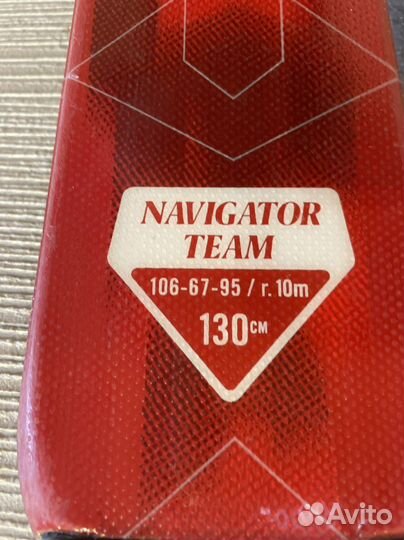 NAVIGATOR
TEAM
106-67-95 / r. 10m
130CM
Avito